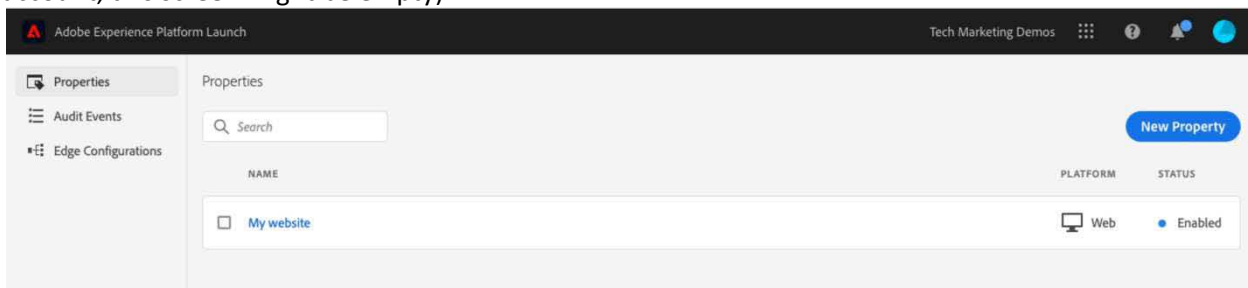 Adobe Experience Platform Launch
Tech Marketing Demos
Properties
Audit Events
Edge Configurations
Properties
Search
New Property
NAME
PLATFORM
STATUS
My website
Web
Enabled